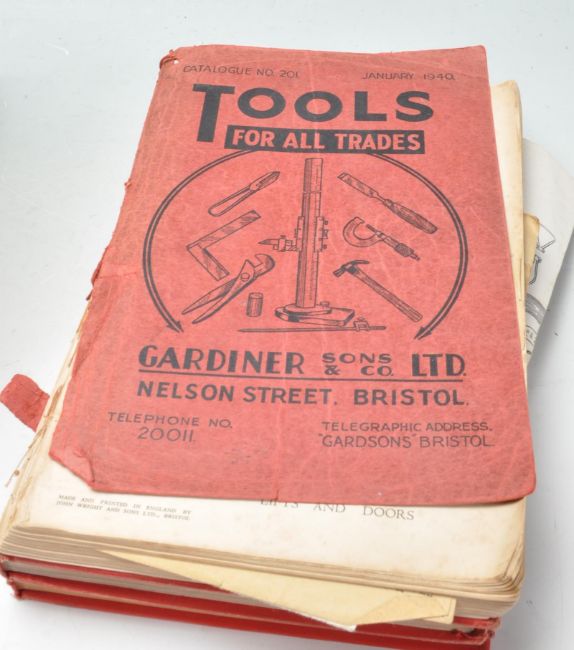 CATALOGUE NO. 201. JANUARY 1940.
TOOLS
FOR ALL TRADES
GARDINER SONS & CO. LTD.
NELSON STREET. BRISTOL.
TELEPHONE NO. 20011.
TELEGRAPHIC ADDRESS. "GARDSONS" BRISTOL.
LIFTS AND DOORS
MADE AND PRINTED IN ENGLAND BY
JOHN WRIGHT AND SONS LTD., BRISTOL